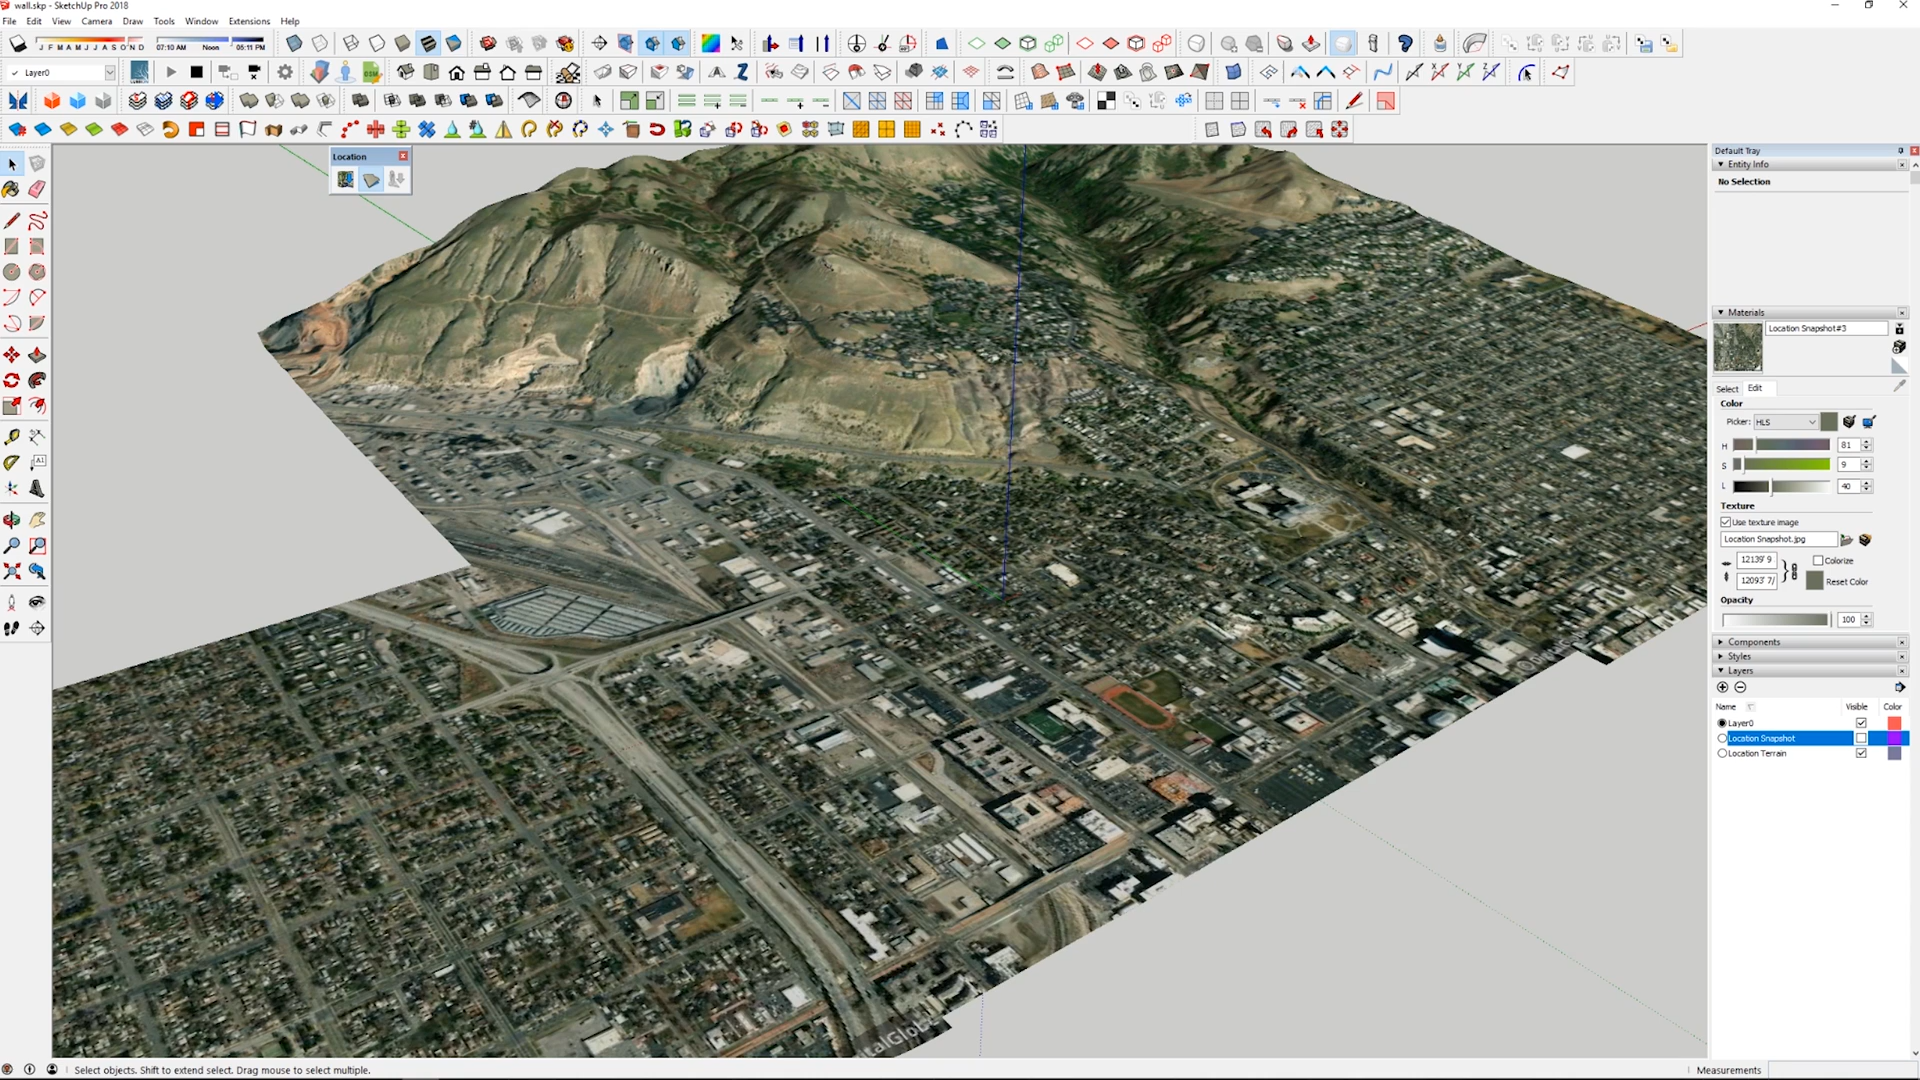 wall.skp - SketchUp Pro 2018
File Edit View Camera Draw Tools Window Extensions Help
J F M A M J J A S O N D
07:10 AM Noon 05:11 PM
Layer0
Location
Default Tray
Entity Info
No Selection
Materials
Location Snapshot#3
Select Edit
Color
Picker: HLS
H 81
S 9
L 40
Texture
Use texture image
Location Snapshot.jpg
12139' 9
Colorize
12093' 7/
Reset Color
Opacity
100
Components
Styles
Layers
Name Visible Color
Layer0
Location Snapshot
Location Terrain
Select objects. Shift to extend select. Drag mouse to select multiple.
Measurements